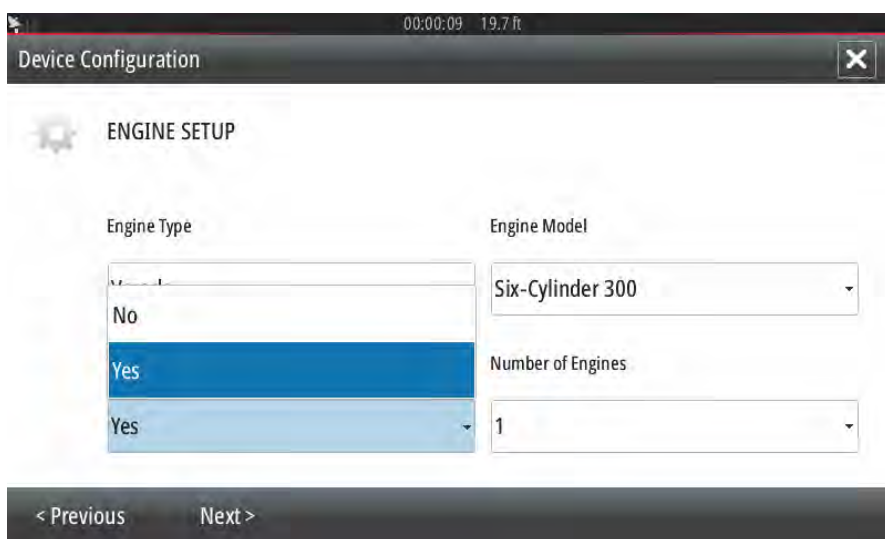 00:00:09 19.7 ft
Device Configuration
ENGINE SETUP
Engine Type
Engine Model
Six-Cylinder 300
No
Yes
Number of Engines
Yes
1
< Previous
Next >